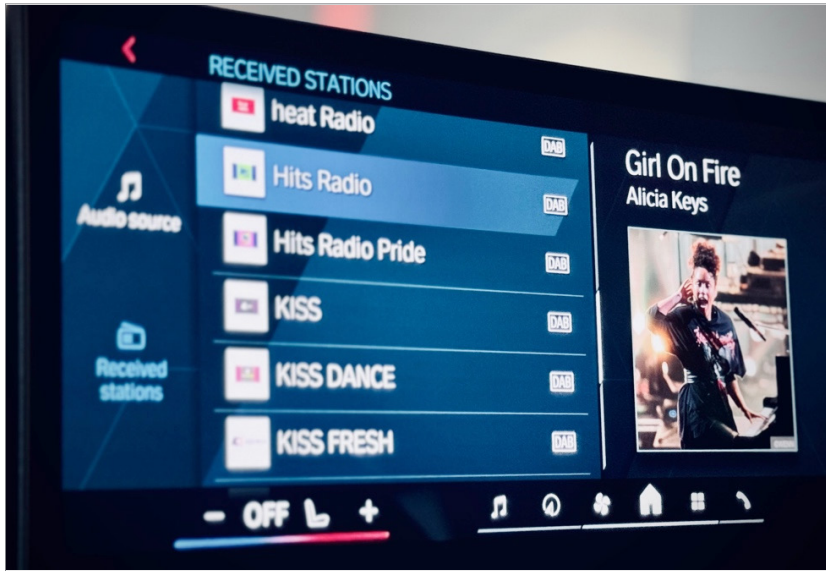 RECEIVED STATIONS
heat Radio
DAB
Hits Radio
DAB
Hits Radio Pride
DAB
KISS
DAB
KISS DANCE
DAB
KISS FRESH
DAB
Audio source
Received
stations
Girl On Fire
Alicia Keys
- OFF +